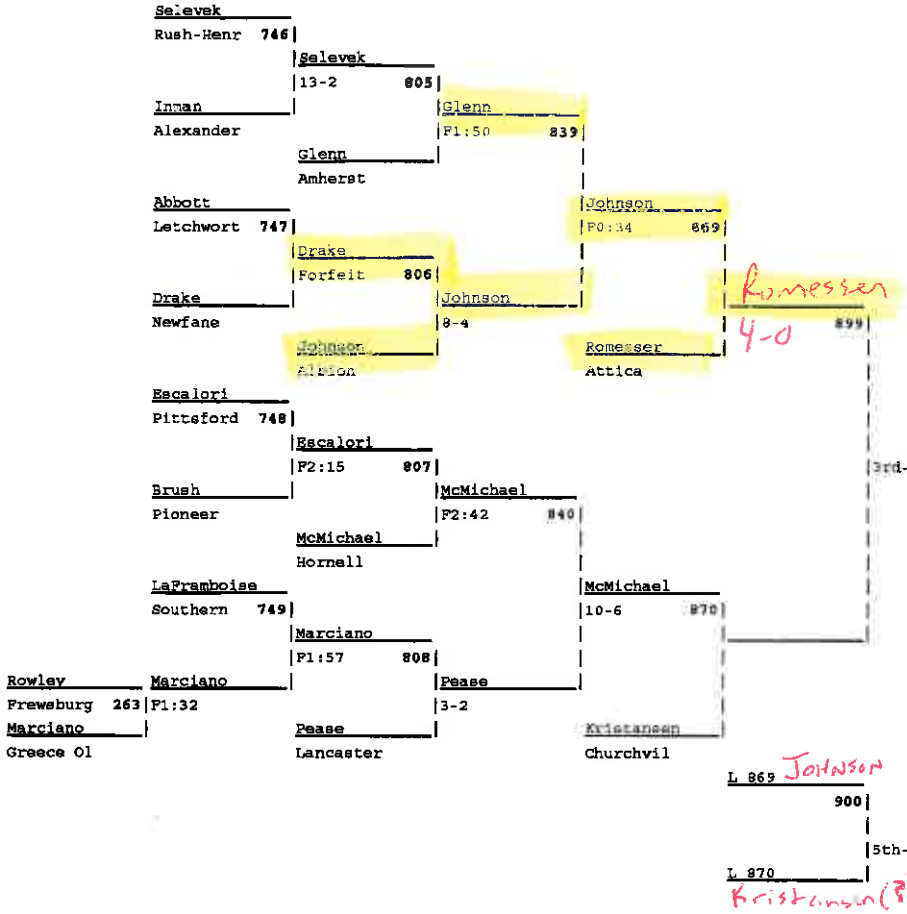 Selevek
Rush-Henr 746
Selevek
13-2 805
Inman
Alexander
Glenn
F1:50 839
Glenn
Amherst
Abbott
Letchwort 747
Johnson
F0:34 869
Drake
Forfeit 806
Drake
Newfane
Johnson
8-4
Romessen
4-0 899
Johnson
Albion
Romesser
Attica
Escalori
Pittsford 748
Escalori
F2:15 807
3rd-
Brush
Pioneer
McMichael
F2:42 840
McMichael
Hornell
LaFramboise
Southern 749
McMichael
10-6 870
Marciano
F1:57 808
Rowley
Frewsburg 263
Marciano
F1:32
Pease
3-2
Marciano
Greece Ol
Pease
Lancaster
Kristansen
Churchvil
L 869 JOHNSON
900
5th-
L 870
Kristansen